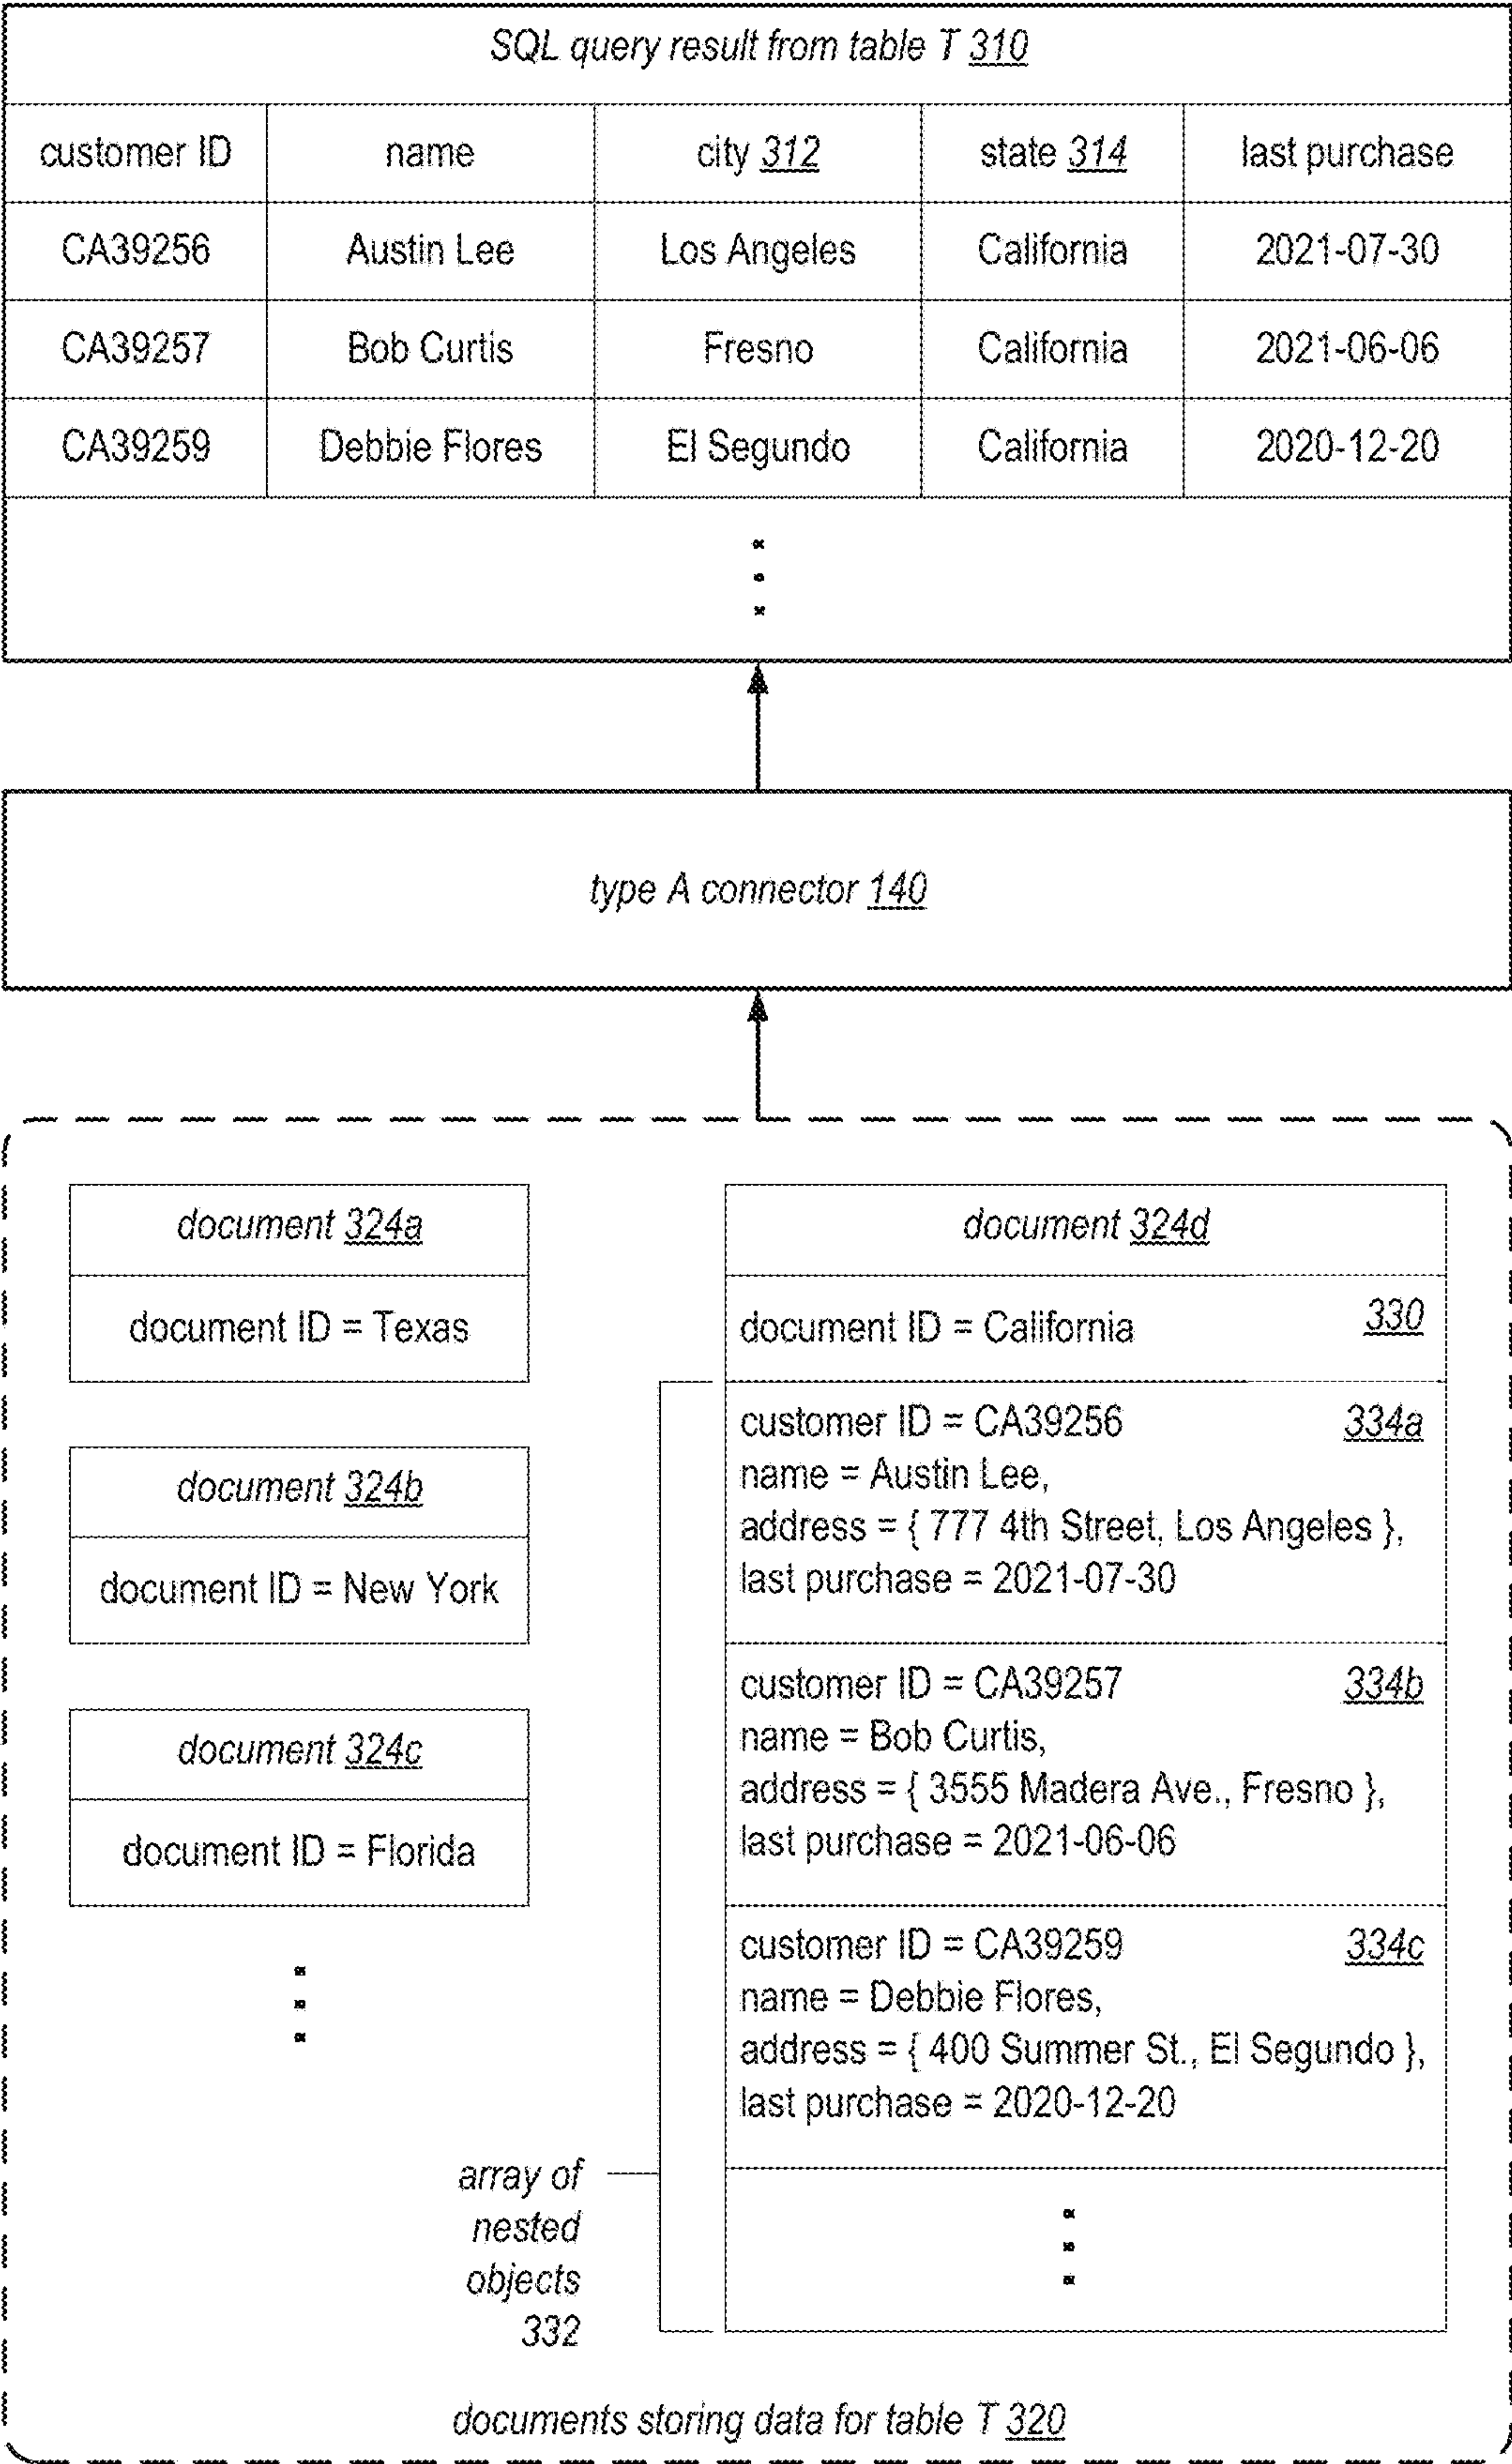 SQL query result from table T 310
customer ID name city 312 state 314 last purchase
CA39256 Austin Lee Los Angeles California 2021-07-30
CA39257 Bob Curtis Fresno California 2021-06-06
CA39259 Debbie Flores El Segundo California 2020-12-20
type A connector 140
document 324a
document ID = Texas
document 324b
document ID = New York
document 324c
document ID = Florida
document 324d
document ID = California 330
customer ID = CA39256 334a
name = Austin Lee,
address = { 777 4th Street, Los Angeles },
last purchase = 2021-07-30
customer ID = CA39257 334b
name = Bob Curtis,
address = { 3555 Madera Ave., Fresno },
last purchase = 2021-06-06
customer ID = CA39259 334c
name = Debbie Flores,
address = { 400 Summer St., El Segundo },
last purchase = 2020-12-20
array of
nested
objects
332
documents storing data for table T 320